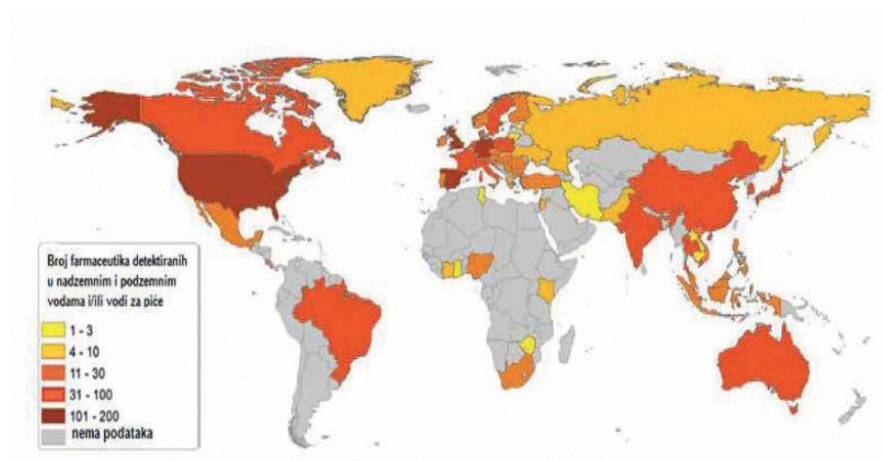 Broj farmaceutika detektiranih
u nadzemnim i podzemnim
vodama i/ili vodi za piće
1 - 3
4 - 10
11 - 30
31 - 100
101 - 200
nema podataka